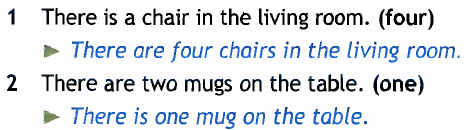 1 There is a chair in the living room. (four)
► There are four chairs in the living room.
2 There are two mugs on the table. (one)
► There is one mug on the table.